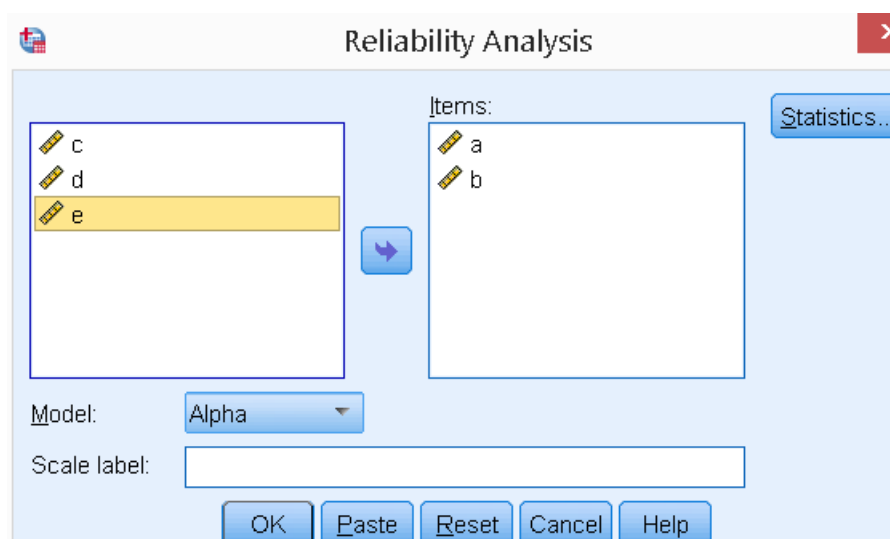 Reliability Analysis
Items:
Statistics..
c
d
e
a
b
Model:
Alpha
Scale label:
OK Paste Reset Cancel Help